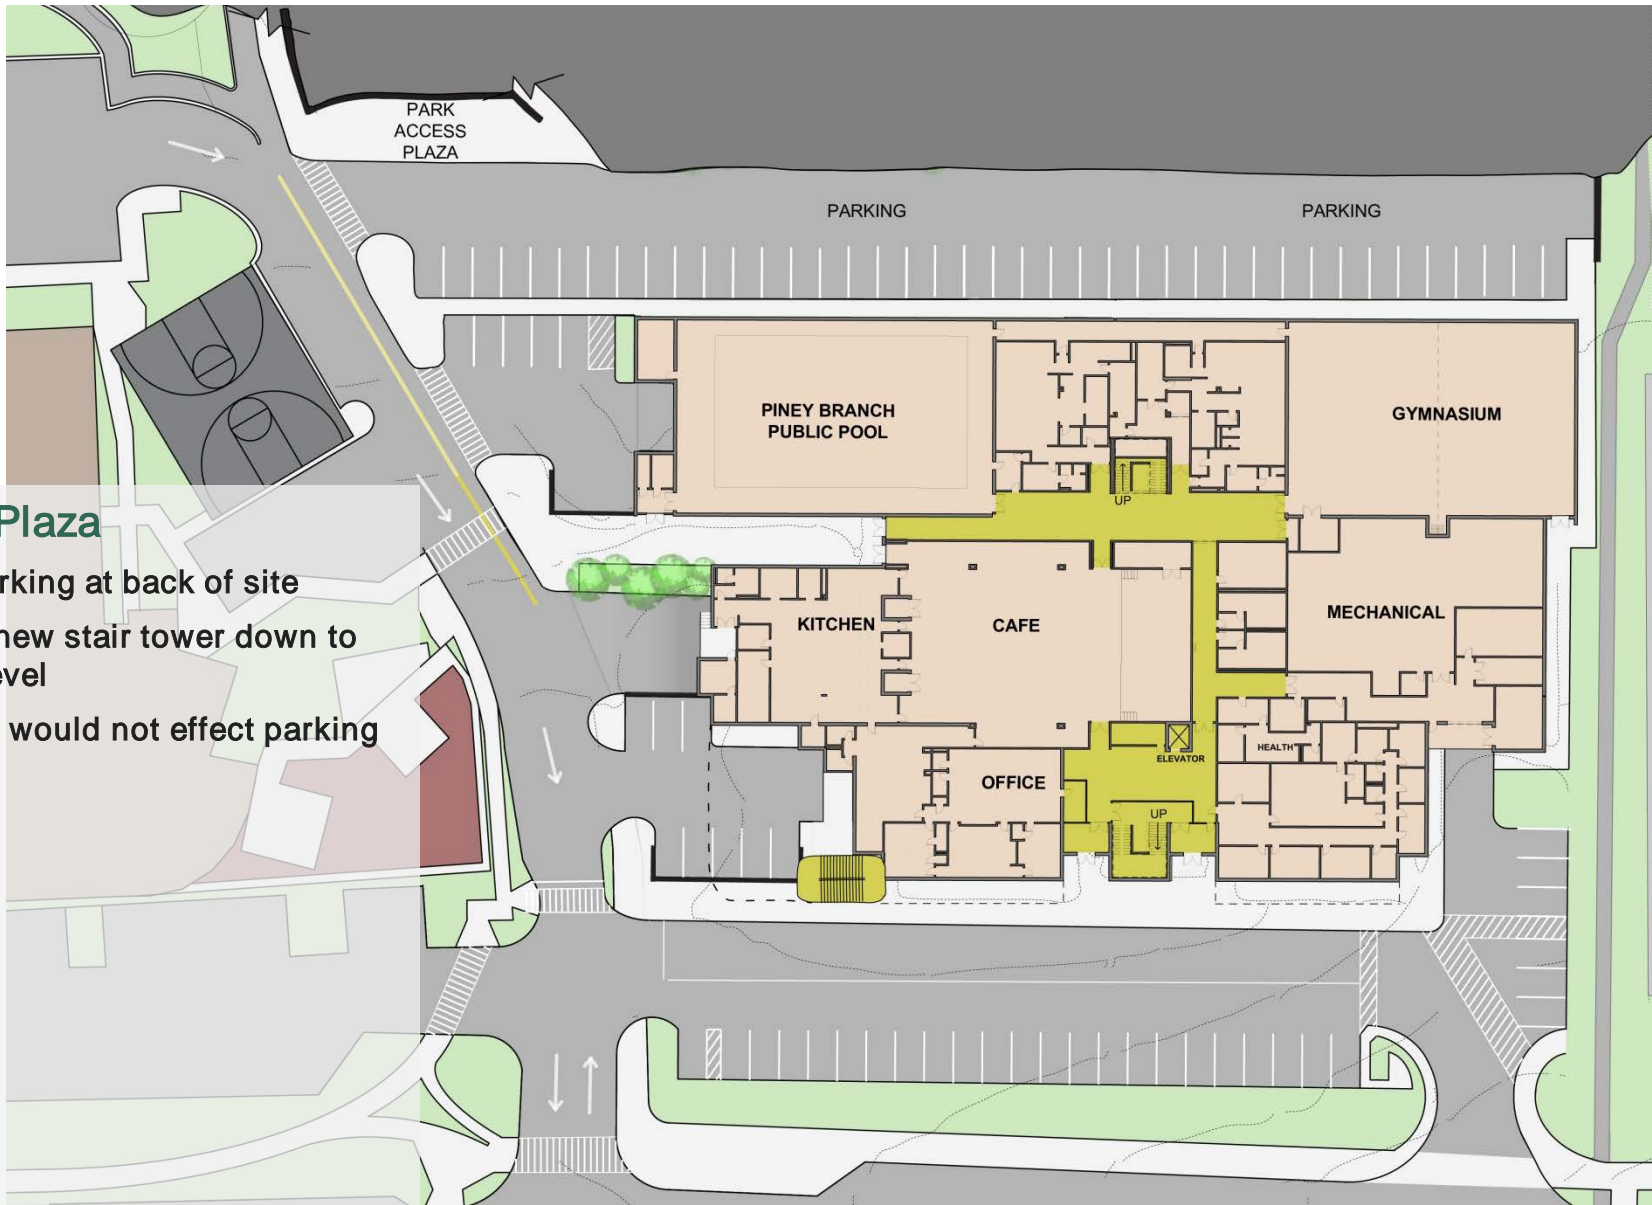 PARK
ACCESS
PLAZA
PARKING
PARKING
PINEY BRANCH
PUBLIC POOL
GYMNASIUM
UP
Plaza
rking at back of site
new stair tower down to
evel
would not effect parking
KITCHEN
CAFE
MECHANICAL
HEALTH
ELEVATOR
OFFICE
UP